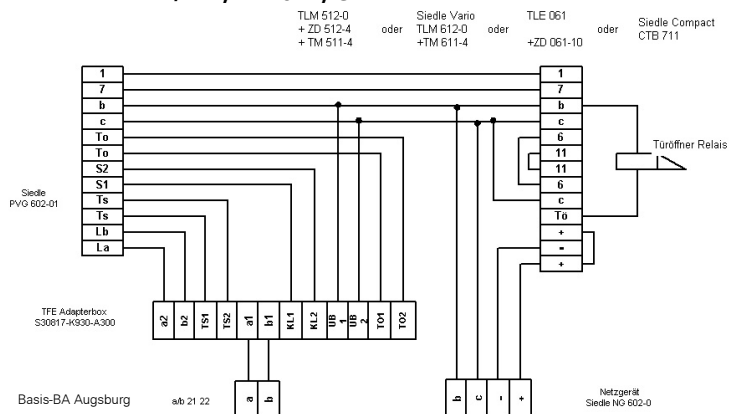 TLM 512-0
+ ZD 512-4
+ TM 511-4
oder
Siedle Vario
TLM 612-0
+TM 611-4
oder
TLE 061
+ZD 061-10
oder
Siedle Compact
CTB 711
1
7
b
c
To
To
S2
S1
Ts
Ts
Lb
La
Siedle
PVG 602-01
1
7
b
c
6
11
11
6
c
Tö
+
-
+
Türöffner Relais
TFE Adapterbox
S30817-K930-A300
a2
b2
TS1
TS2
a1
b1
KL1
KL2
UB 1
UB 2
TO1
TO2
Basis-BA Augsburg
a/b 21 22
a
b
b
c
-
+
Netzgerät
Siedle NG 602-0